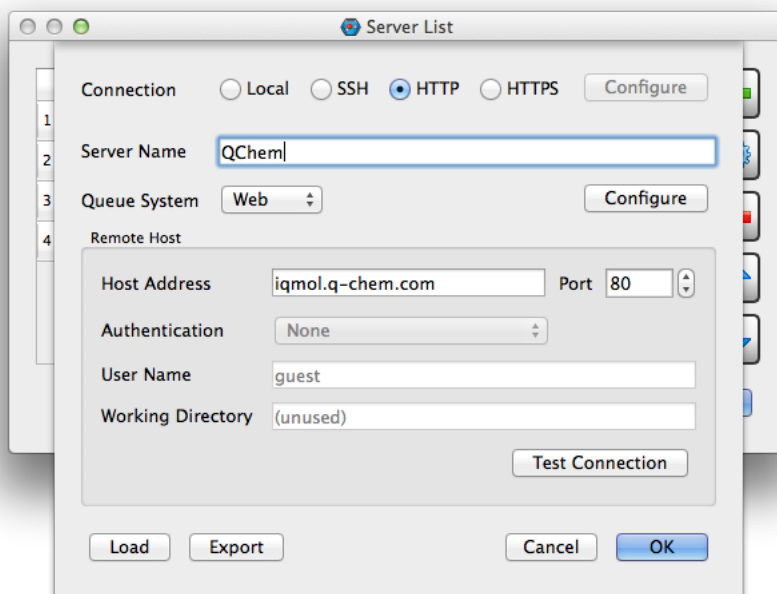 Server List
Connection Local SSH HTTP HTTPS Configure
1
Server Name QChem
2
3 Queue System Web Configure
4 Remote Host
Host Address iqmol.q-chem.com Port 80
Authentication None
User Name guest
Working Directory (unused)
Test Connection
Load Export Cancel OK